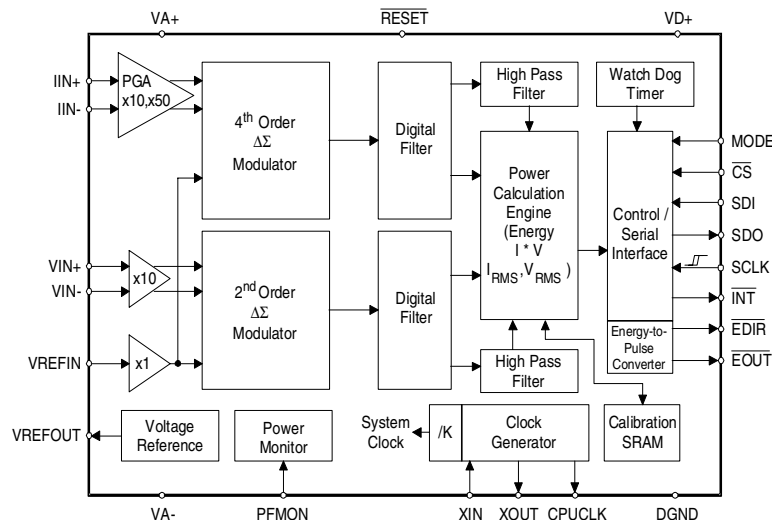 VA+
RESET
VD+
IIN+
IIN-
PGA
x10,x50
4th Order
ΔΣ
Modulator
Digital
Filter
High Pass
Filter
Watch Dog
Timer
Power
Calculation
Engine
(Energy
I * V
IRMS,VRMS )
Control /
Serial
Interface
MODE
CS
SDI
SDO
SCLK
INT
EDIR
EOUT
VIN+
VIN-
x10
2nd Order
ΔΣ
Modulator
Digital
Filter
High Pass
Filter
Energy-to-
Pulse
Converter
VREFIN
x1
VREFOUT
Voltage
Reference
Power
Monitor
System
Clock
/K
Clock
Generator
Calibration
SRAM
VA-
PFMON
XIN
XOUT
CPUCLK
DGND